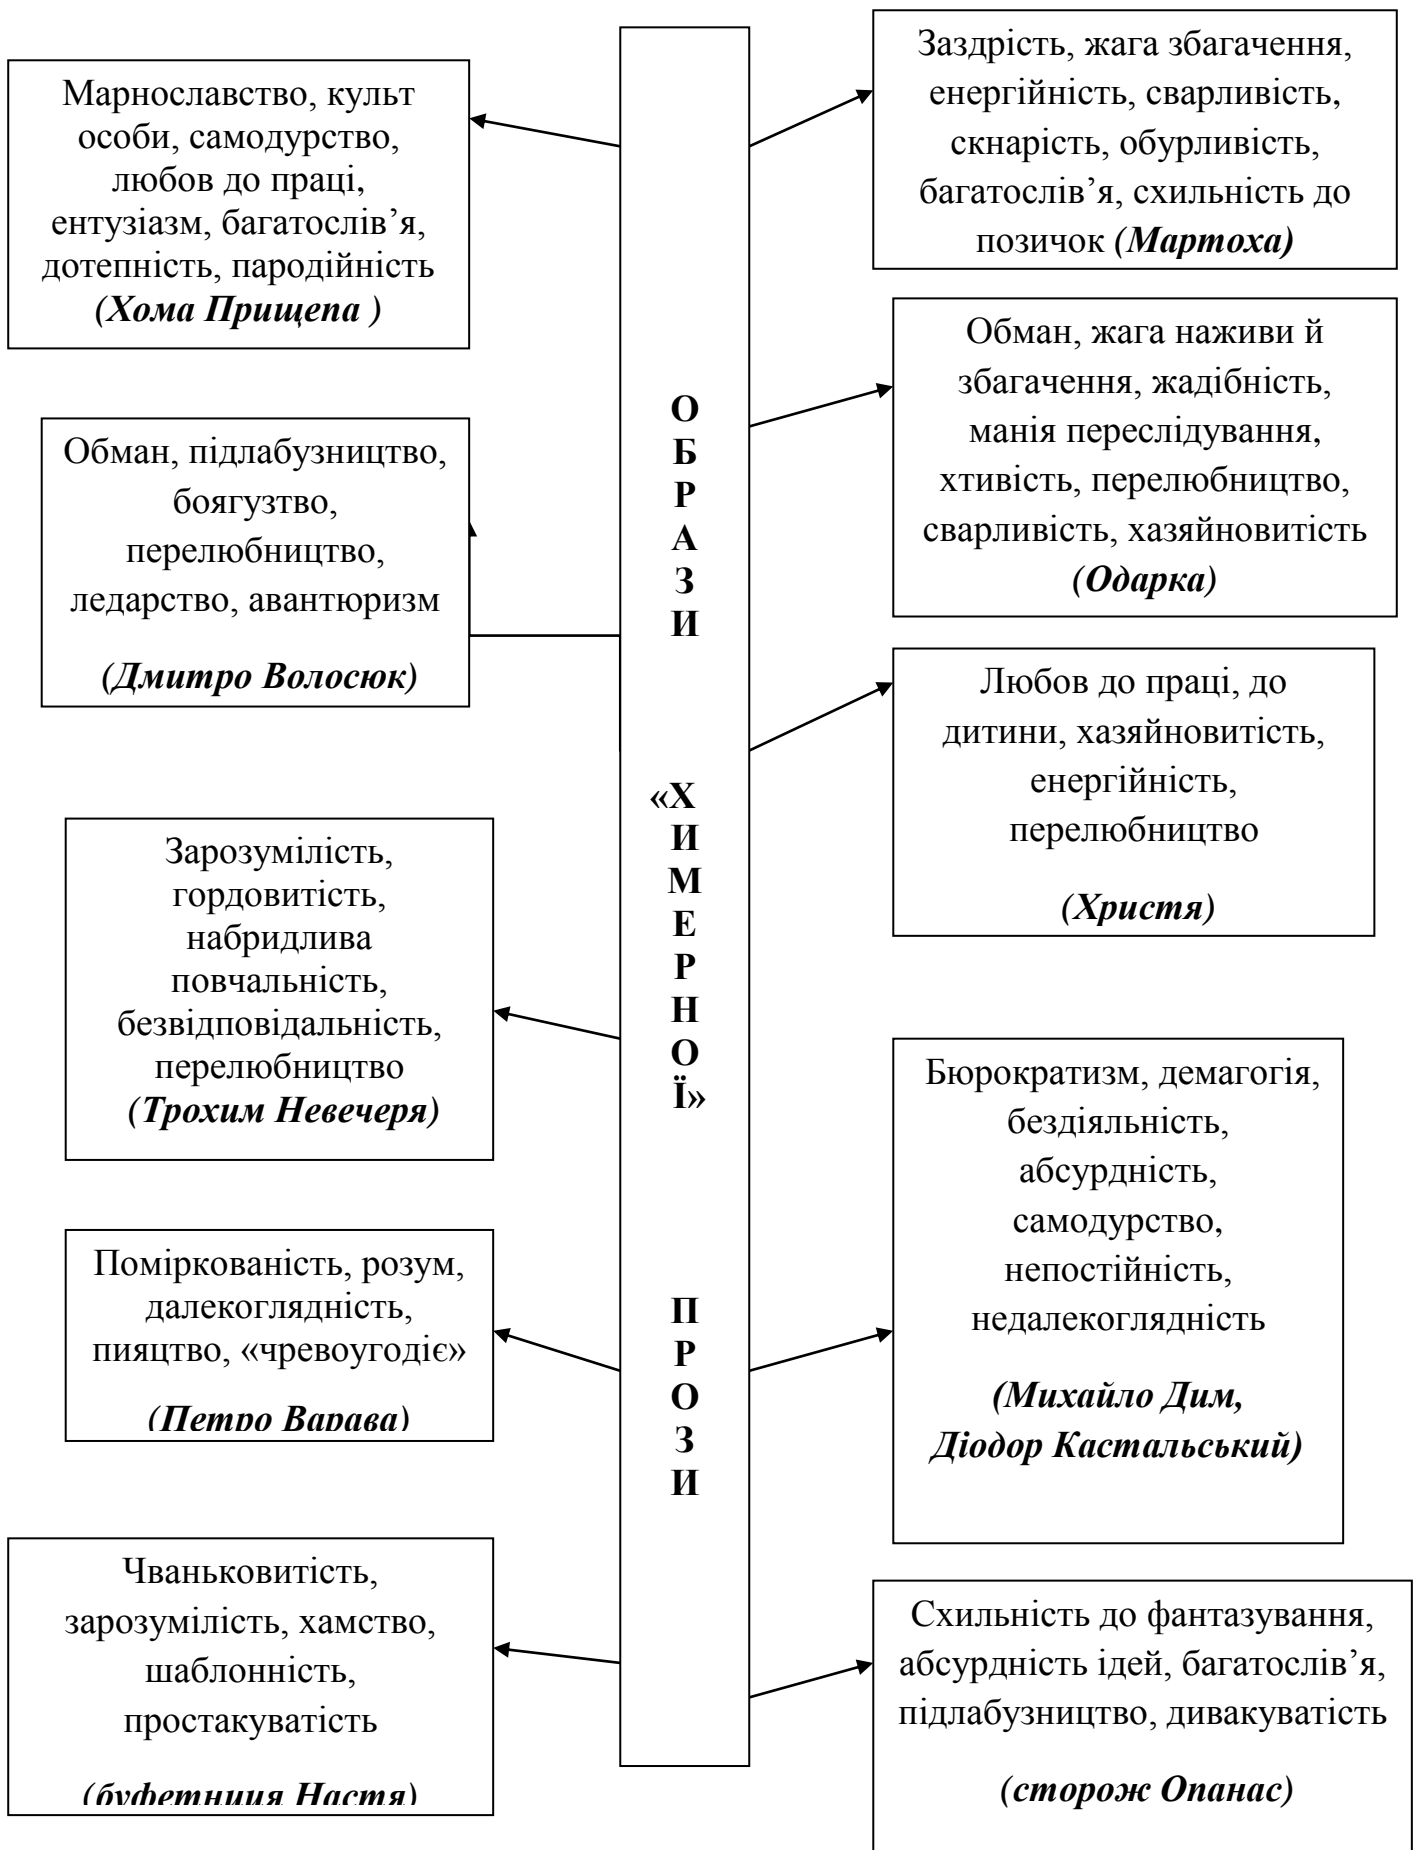 Марнославство, культ
особи, самодурство,
любов до праці,
ентузіазм, багатослів’я,
дотепність, пародійність
(Хома Прищепа )
Обман, підлабузництво,
боягузтво,
перелюбництво,
ледарство, авантюризм
(Дмитро Волосюк)
Зарозумілість,
гордовитість,
набридлива
повчальність,
безвідповідальність,
перелюбництво
(Трохим Невечеря)
Поміркованість, розум,
далекоглядність,
пияцтво, «чревоугодіє»
(Петро Варава)
Чваньковитість,
зарозумілість, хамство,
шаблонність,
простакуватість
(буфетниця Настя)
О
Б
Р
А
З
И
«Х
И
М
Е
Р
Н
О
Ї»
П
Р
О
З
И
Заздрість, жага збагачення,
енергійність, сварливість,
скнарість, обурливість,
багатослів’я, схильність до
позичок (Мартоха)
Обман, жага наживи й
збагачення, жадібність,
манія переслідування,
хтивість, перелюбництво,
сварливість, хазяйновитість
(Одарка)
Любов до праці, до
дитини, хазяйновитість,
енергійність,
перелюбництво
(Христя)
Бюрократизм, демагогія,
бездіяльність,
абсурдність,
самодурство,
непостійність,
недалекоглядність
(Михайло Дим,
Діодор Кастальський)
Схильність до фантазування,
абсурдність ідей, багатослів’я,
підлабузництво, дивакуватість
(сторож Опанас)